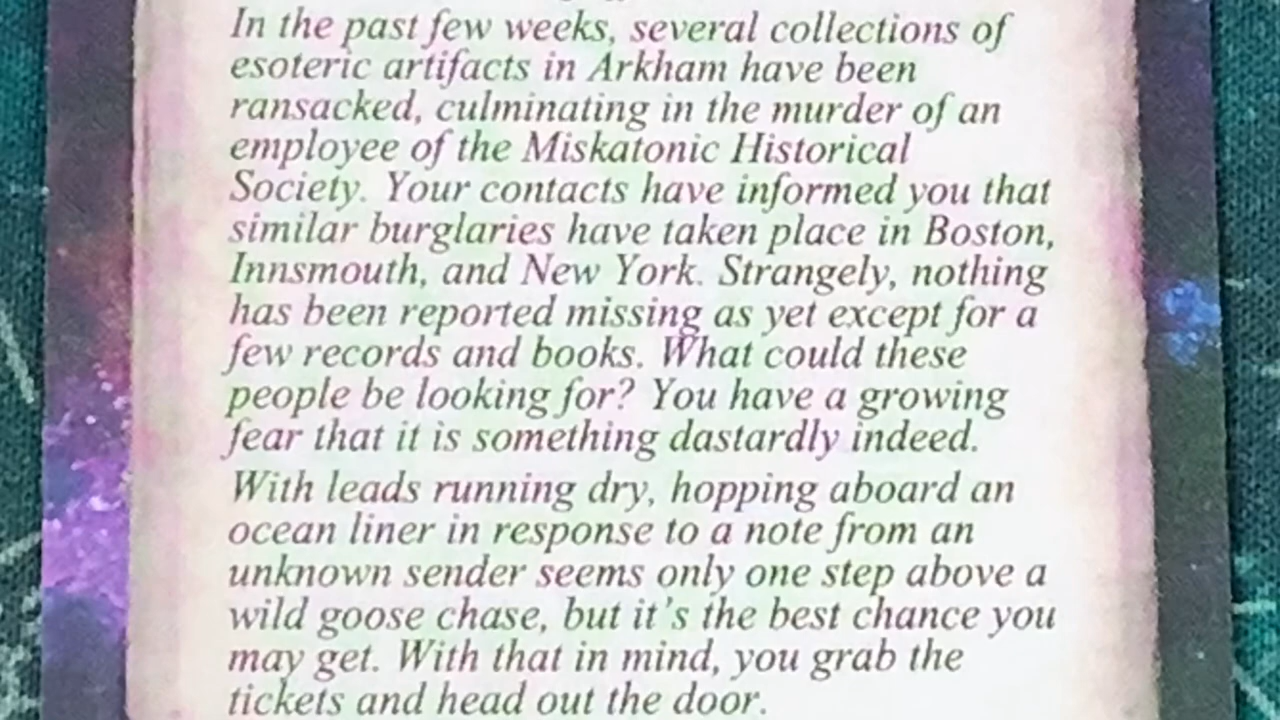 In the past few weeks, several collections of
esoteric artifacts in Arkham have been
ransacked, culminating in the murder of an
employee of the Miskatonic Historical
Society. Your contacts have informed you that
similar burglaries have taken place in Boston,
Innsmouth, and New York. Strangely, nothing
has been reported missing as yet except for a
few records and books. What could these
people be looking for? You have a growing
fear that it is something dastardly indeed.
With leads running dry, hopping aboard an
ocean liner in response to a note from an
unknown sender seems only one step above a
wild goose chase, but it's the best chance you
may get. With that in mind, you grab the
tickets and head out the door.